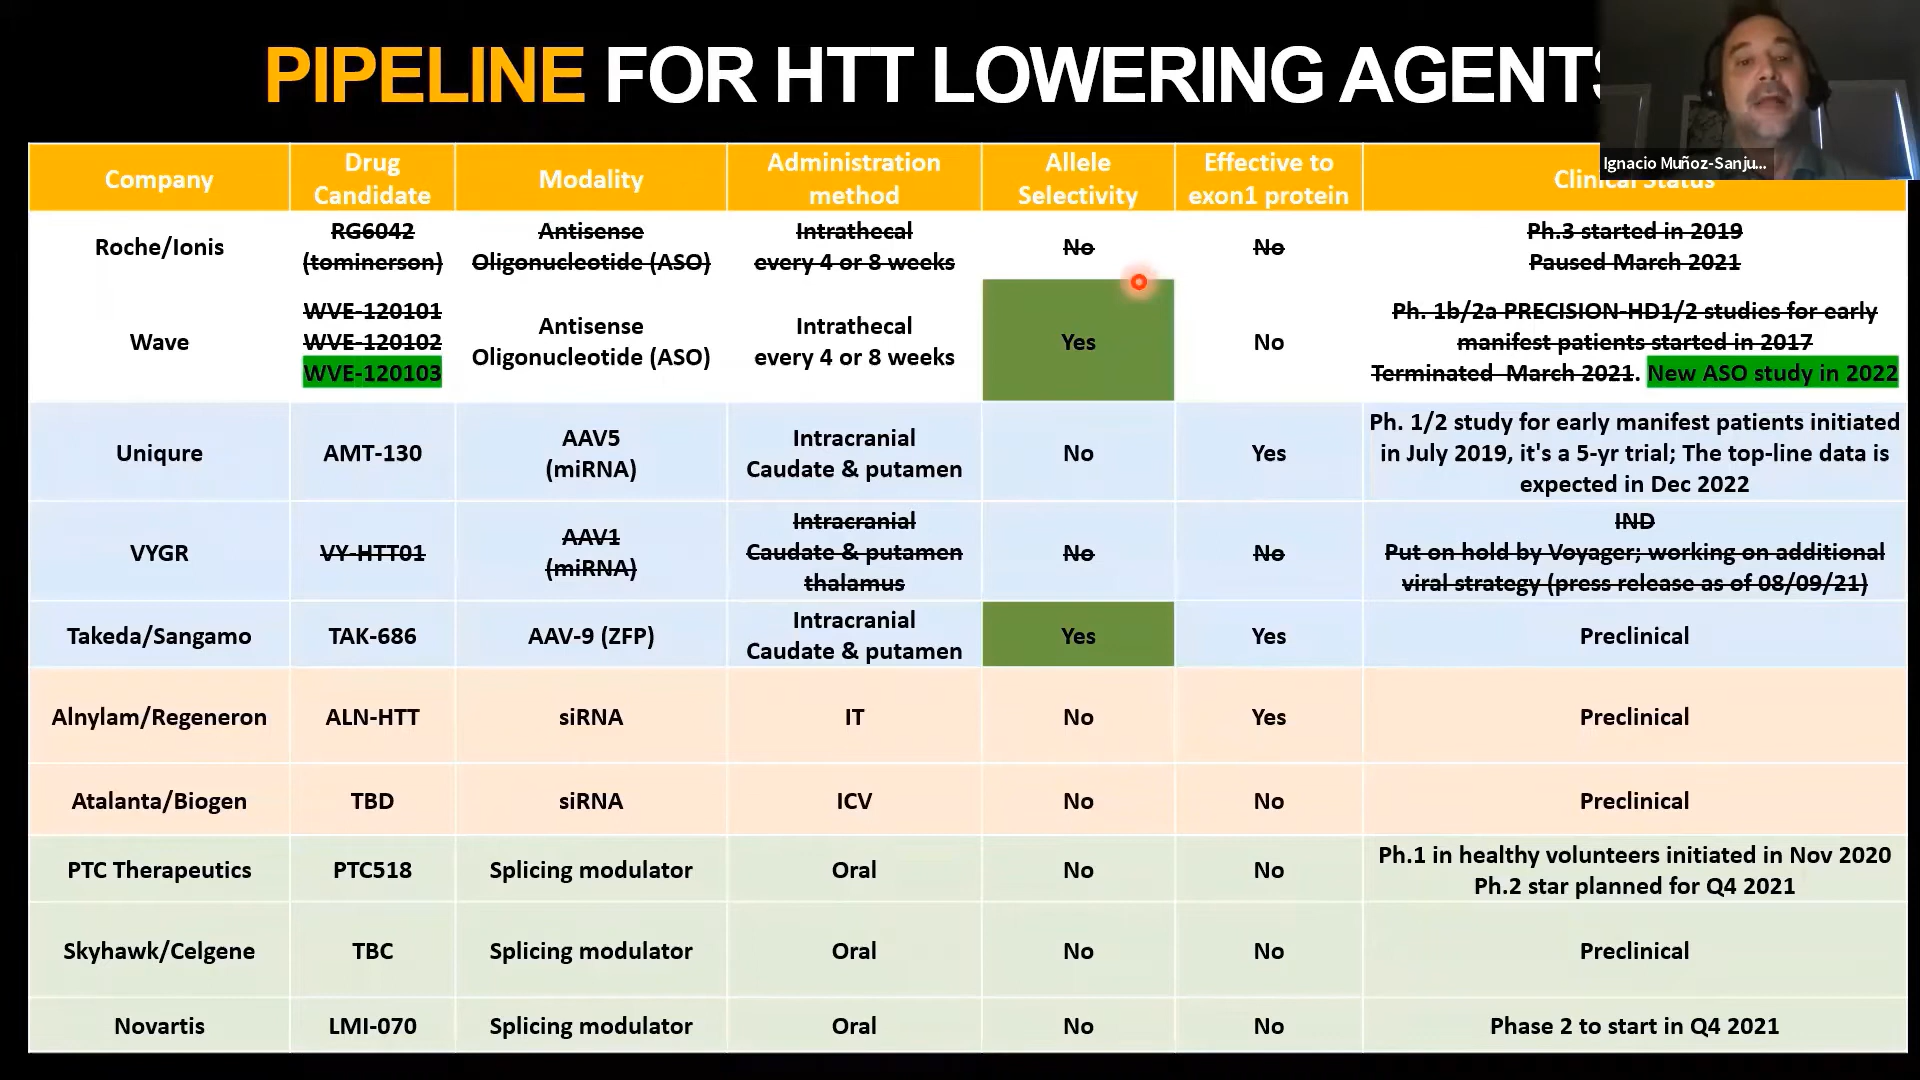 PIPELINE FOR HTT LOWERING AGENTS
Ignacio Muñoz-Sanju...
Company
Drug
Candidate
Modality
Administration
method
Allele
Selectivity
Effective to
exon1 protein
Clinical Status
Roche/Ionis
RG6042
(tominerson)
Antisense
Oligonucleotide (ASO)
Intrathecal
every 4 or 8 weeks
No
No
Ph.3 started in 2019
Paused March 2021
Wave
WVE-120101
WVE-120102
WVE-120103
Antisense
Oligonucleotide (ASO)
Intrathecal
every 4 or 8 weeks
Yes
No
Ph. 1b/2a PRECISION-HD1/2 studies for early
manifest patients started in 2017
Terminated March 2021. New ASO study in 2022
Uniqure
AMT-130
AAV5
(miRNA)
Intracranial
Caudate & putamen
No
Yes
Ph. 1/2 study for early manifest patients initiated
in July 2019, it's a 5-yr trial; The top-line data is
expected in Dec 2022
VYGR
VY-HTT01
AAV1
(miRNA)
Intracranial
Caudate & putamen
thalamus
No
No
IND
Put on hold by Voyager; working on additional
viral strategy (press release as of 08/09/21)
Takeda/Sangamo
TAK-686
AAV-9 (ZFP)
Intracranial
Caudate & putamen
Yes
Yes
Preclinical
Alnylam/Regeneron
ALN-HTT
siRNA
IT
No
Yes
Preclinical
Atalanta/Biogen
TBD
siRNA
ICV
No
No
Preclinical
PTC Therapeutics
PTC518
Splicing modulator
Oral
No
No
Ph.1 in healthy volunteers initiated in Nov 2020
Ph.2 star planned for Q4 2021
Skyhawk/Celgene
TBC
Splicing modulator
Oral
No
No
Preclinical
Novartis
LMI-070
Splicing modulator
Oral
No
No
Phase 2 to start in Q4 2021